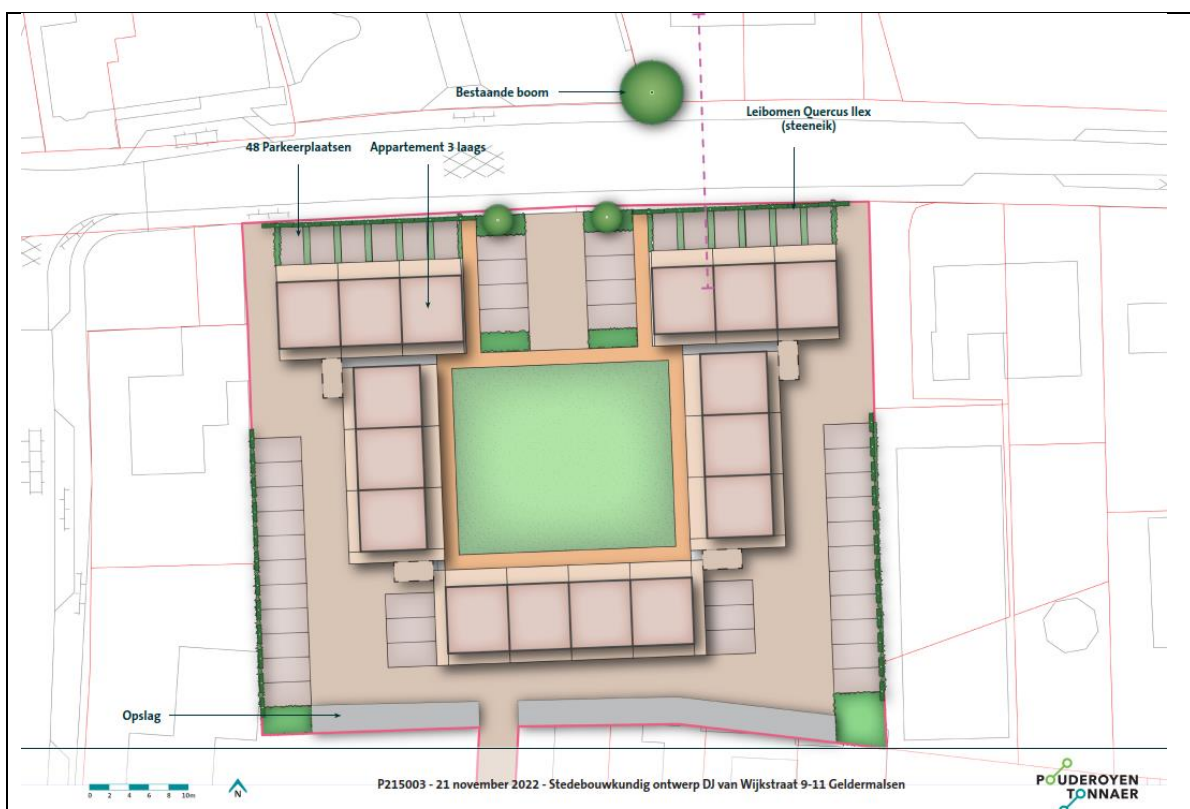 Bestaande boom
Leibomen Quercus Ilex
(steeneik)
48 Parkeerplaatsen
Appartement 3 laags
Opslag
0 2 4 6 8 10m
N
P215003 - 21 november 2022 - Stedebouwkundig ontwerp DJ van Wijkstraat 9-11 Geldermalsen
POUDEROYEN
TONNAER